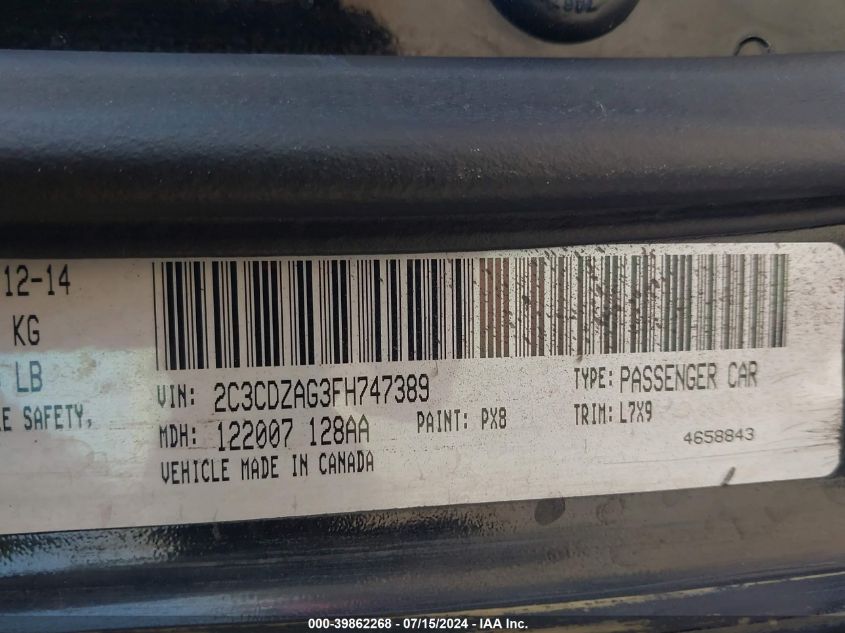 12-14
KG
LB
SAFETY,
VIN: 2C3CDZAG3FH747389
TYPE: PASSENGER CAR
MDH: 122007 128AA
PAINT: PX8
TRIM: L7X9
4658843
VEHICLE MADE IN CANADA
000-39862268 - 07/15/2024 - IAA Inc.